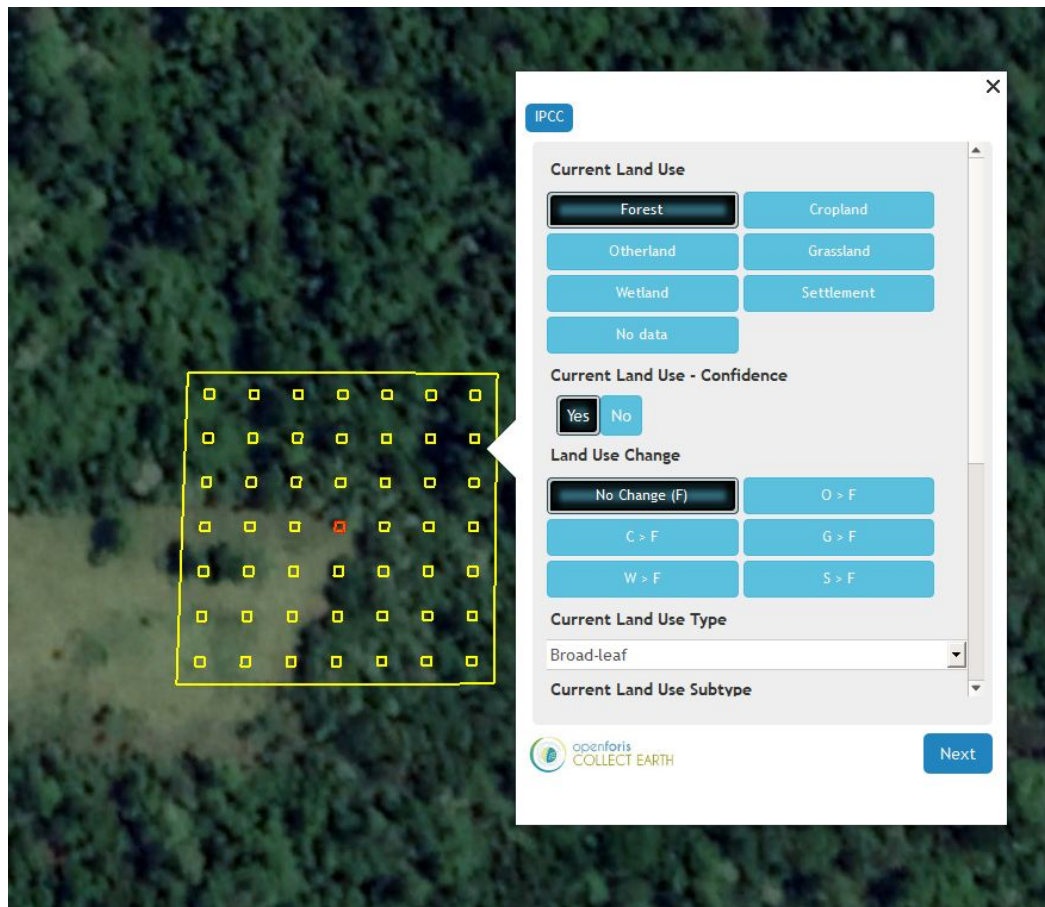 ×
IPCC
Current Land Use
Forest Cropland
Otherland Grassland
Wetland Settlement
No data
Current Land Use - Confidence
Yes No
Land Use Change
No Change (F) O > F
C > F G > F
W > F S > F
Current Land Use Type
Broad-leaf
Current Land Use Subtype
openforis
COLLECT EARTH
Next